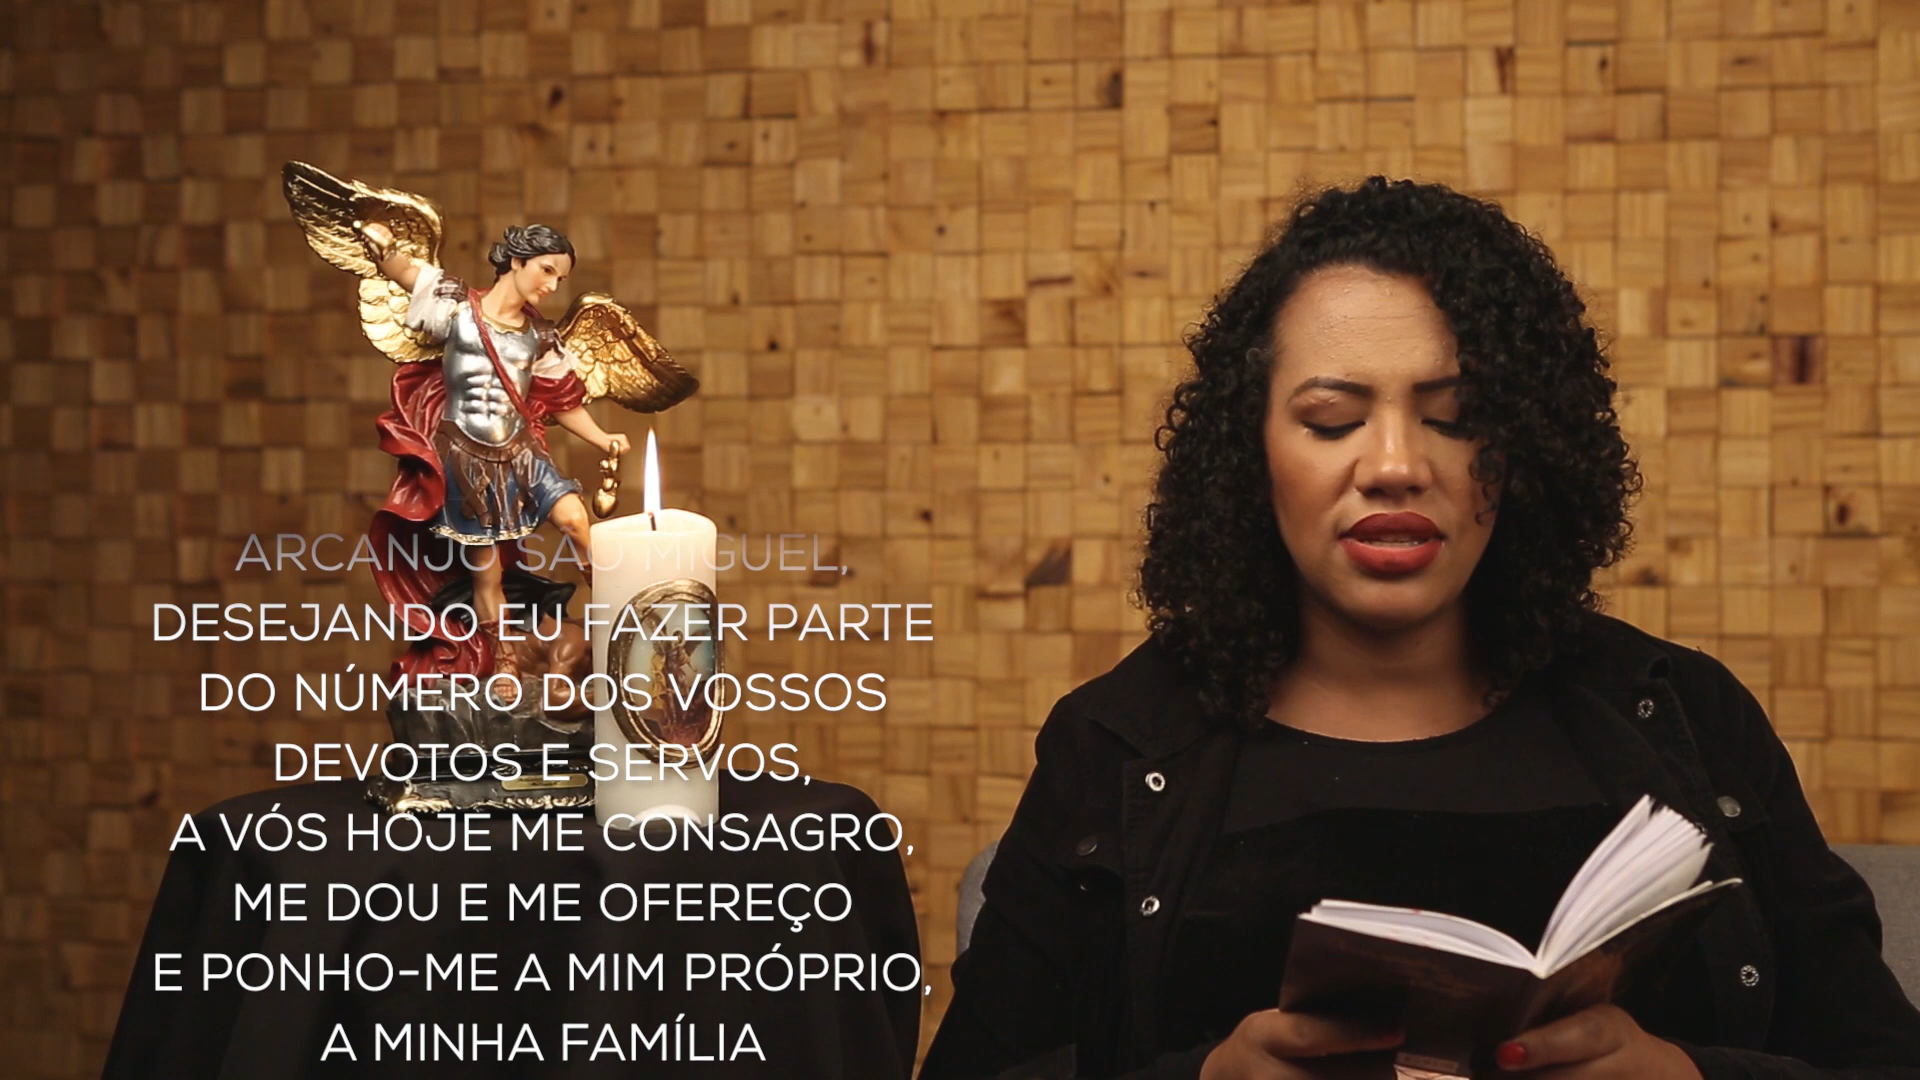 ARCANJO SÃO MIGUEL,
DESEJANDO EU FAZER PARTE
DO NÚMERO DOS VOSSOS
DEVOTOS E SERVOS,
A VÓS HOJE ME CONSAGRO,
ME DOU E ME OFEREÇO
E PONHO-ME A MIM PRÓPRIO,
A MINHA FAMÍLIA